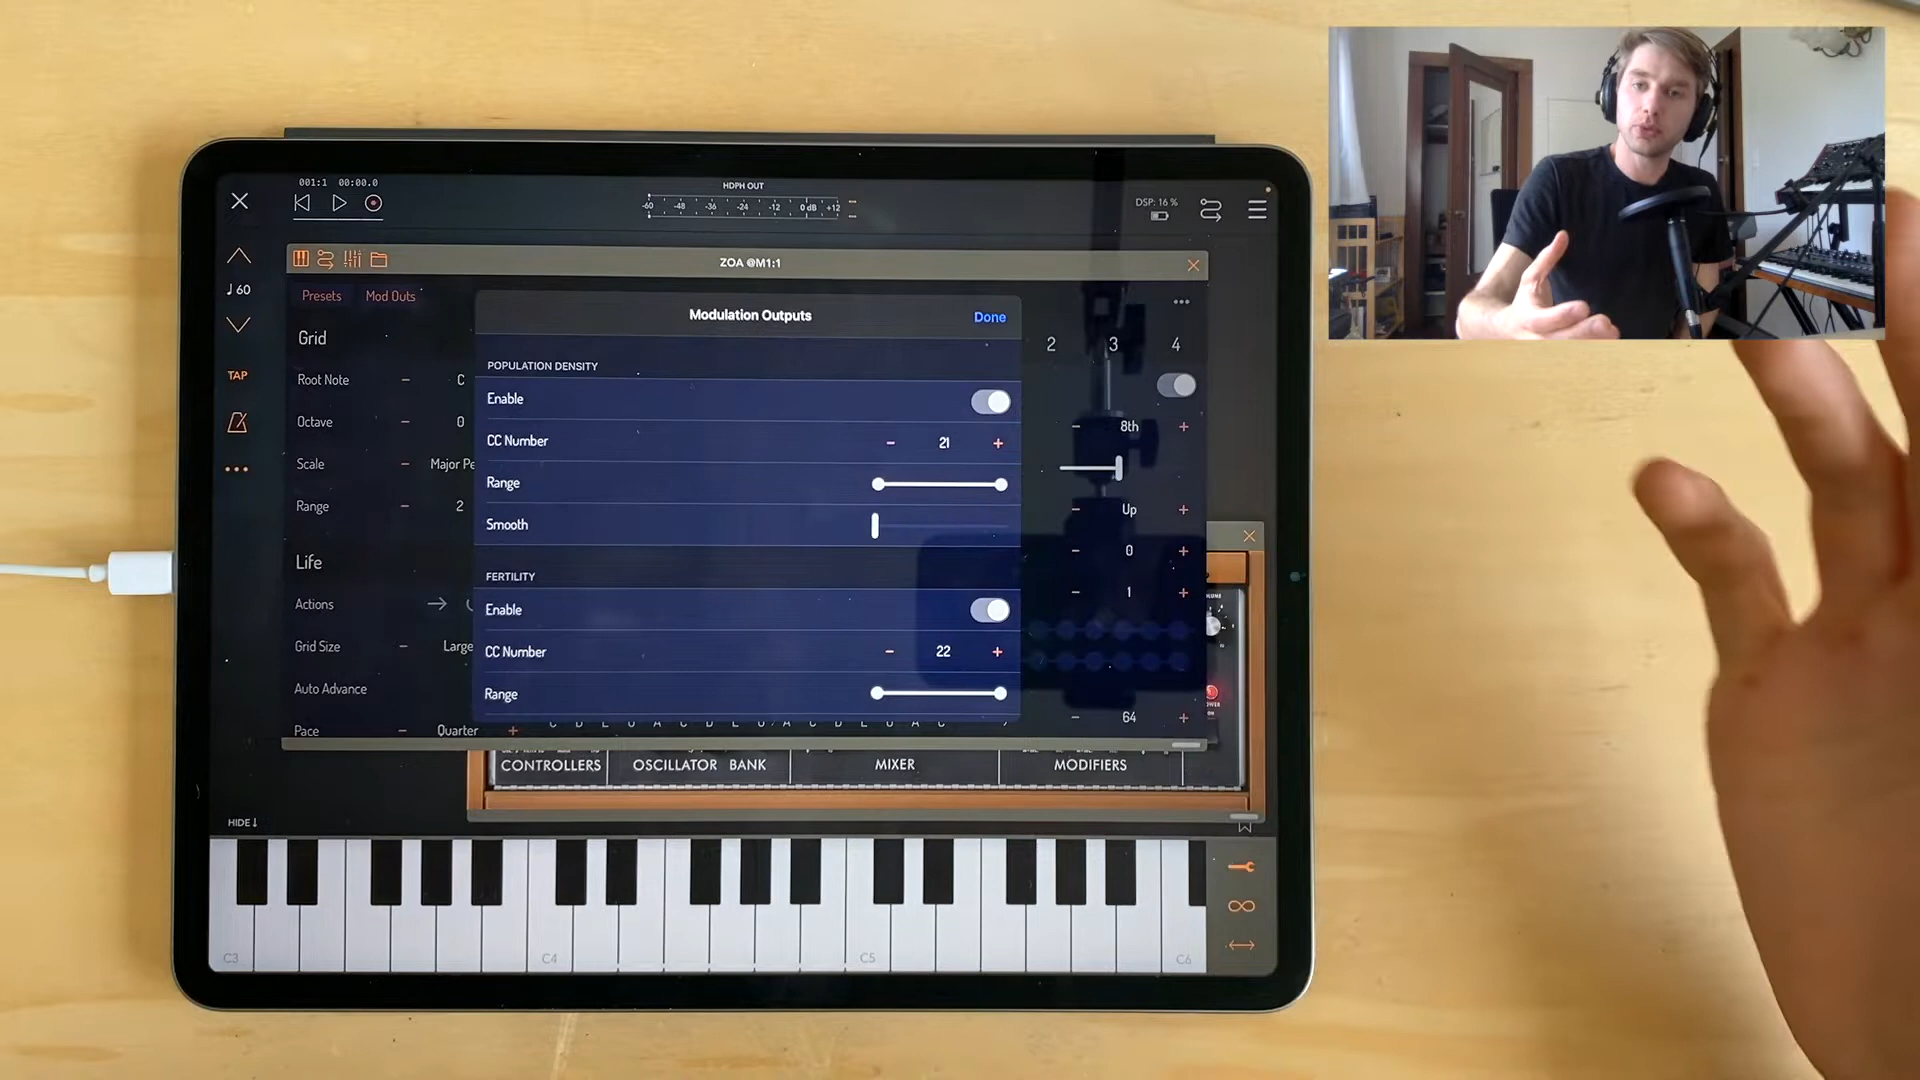 001:1 00:00.0
HDPH OUT
-60 -48 -36 -24 -12 0 dB +12
DSP: 16 %
ZOA @M1:1
♩ 60
Presets Mod Outs
Modulation Outputs
Done
Grid
2 3 4
POPULATION DENSITY
Root Note - C
Enable
TAP
Octave - 0
- 8th +
CC Number - 21 +
Scale - Major Pe
Range
Range - 2
- Up +
Smooth
- 0 +
Life
FERTILITY
- 1 +
Actions
Enable
Grid Size - Large
CC Number - 22 +
Auto Advance
Range
- 64 +
Pace - Quarter +
CONTROLLERS OSCILLATOR BANK MIXER MODIFIERS
HIDE
C3 C4 C5 C6